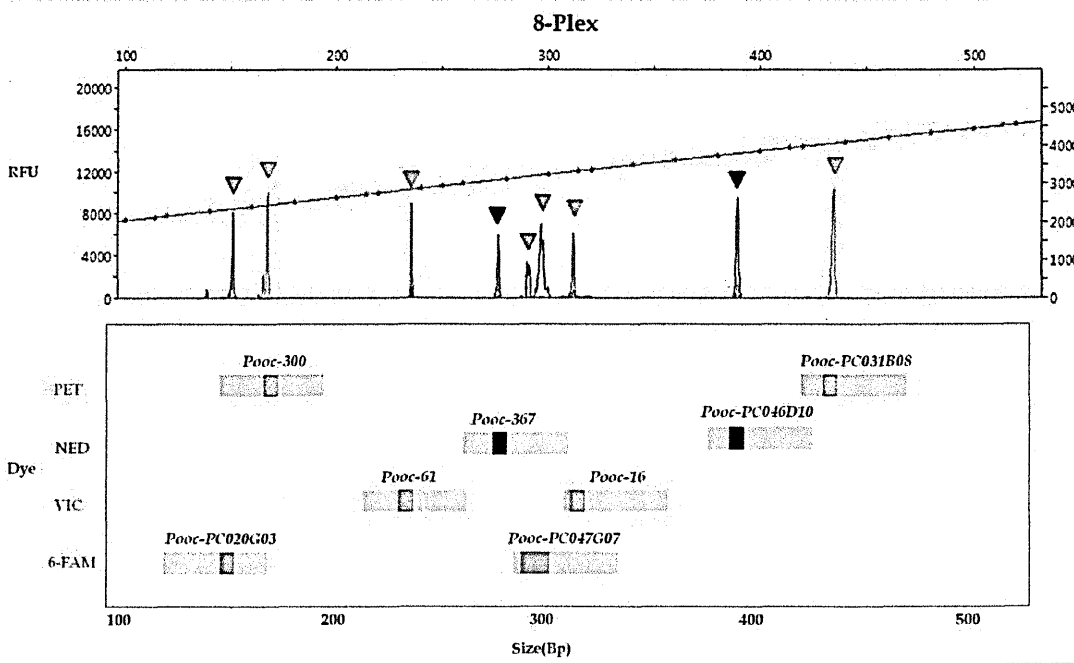 8-Plex
100 200 300 400 500
RFU
20000
16000
12000
8000
4000
0
5000
4000
3000
2000
1000
0
Pooc-300
Pooc-PC031B08
PET
Pooc-367
Pooc-PC046D10
NED
Dye
Pooc-61
Pooc-16
VIC
Pooc-PC020G03
Pooc-PC047G07
6-FAM
100 200 300 400 500
Size(Bp)